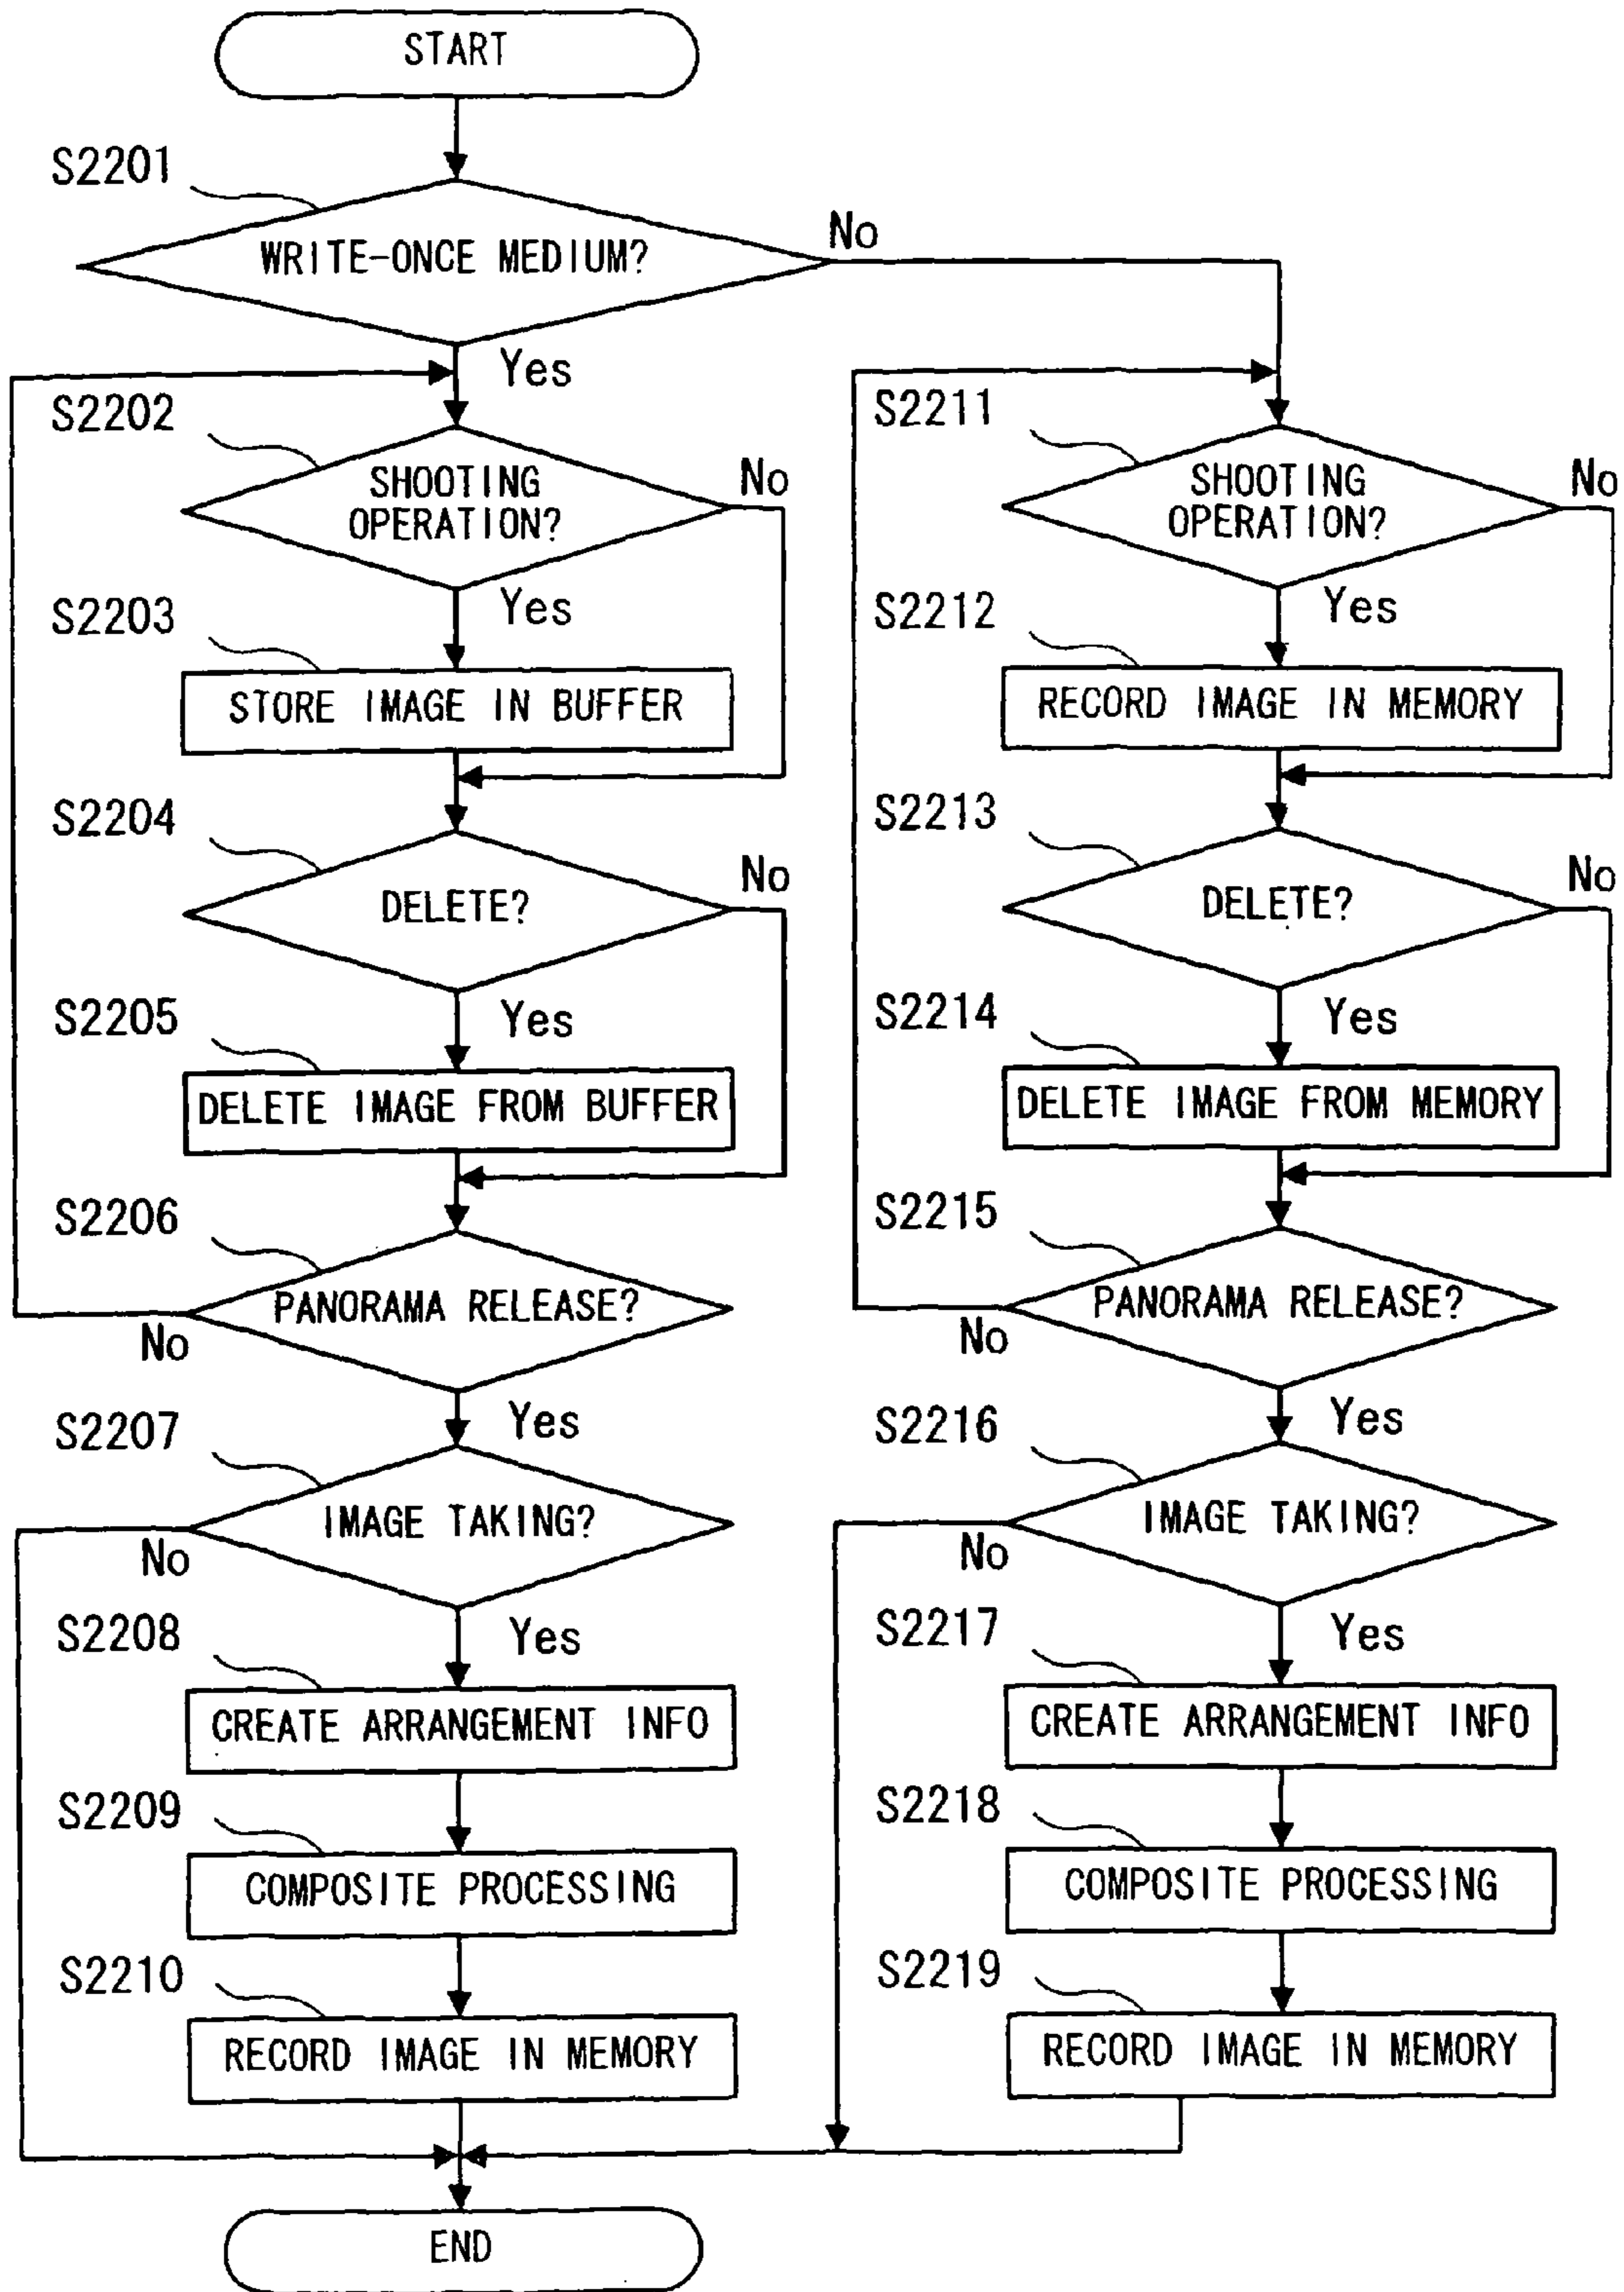 START
S2201
WRITE-ONCE MEDIUM?
No
Yes
S2202
SHOOTING
OPERATION?
No
Yes
S2203
STORE IMAGE IN BUFFER
S2204
DELETE?
No
Yes
S2205
DELETE IMAGE FROM BUFFER
S2206
PANORAMA RELEASE?
No
Yes
S2207
IMAGE TAKING?
No
Yes
S2208
CREATE ARRANGEMENT INFO
S2209
COMPOSITE PROCESSING
S2210
RECORD IMAGE IN MEMORY
S2211
SHOOTING
OPERATION?
No
Yes
S2212
RECORD IMAGE IN MEMORY
S2213
DELETE?
No
Yes
S2214
DELETE IMAGE FROM MEMORY
S2215
PANORAMA RELEASE?
No
Yes
S2216
IMAGE TAKING?
No
Yes
S2217
CREATE ARRANGEMENT INFO
S2218
COMPOSITE PROCESSING
S2219
RECORD IMAGE IN MEMORY
END